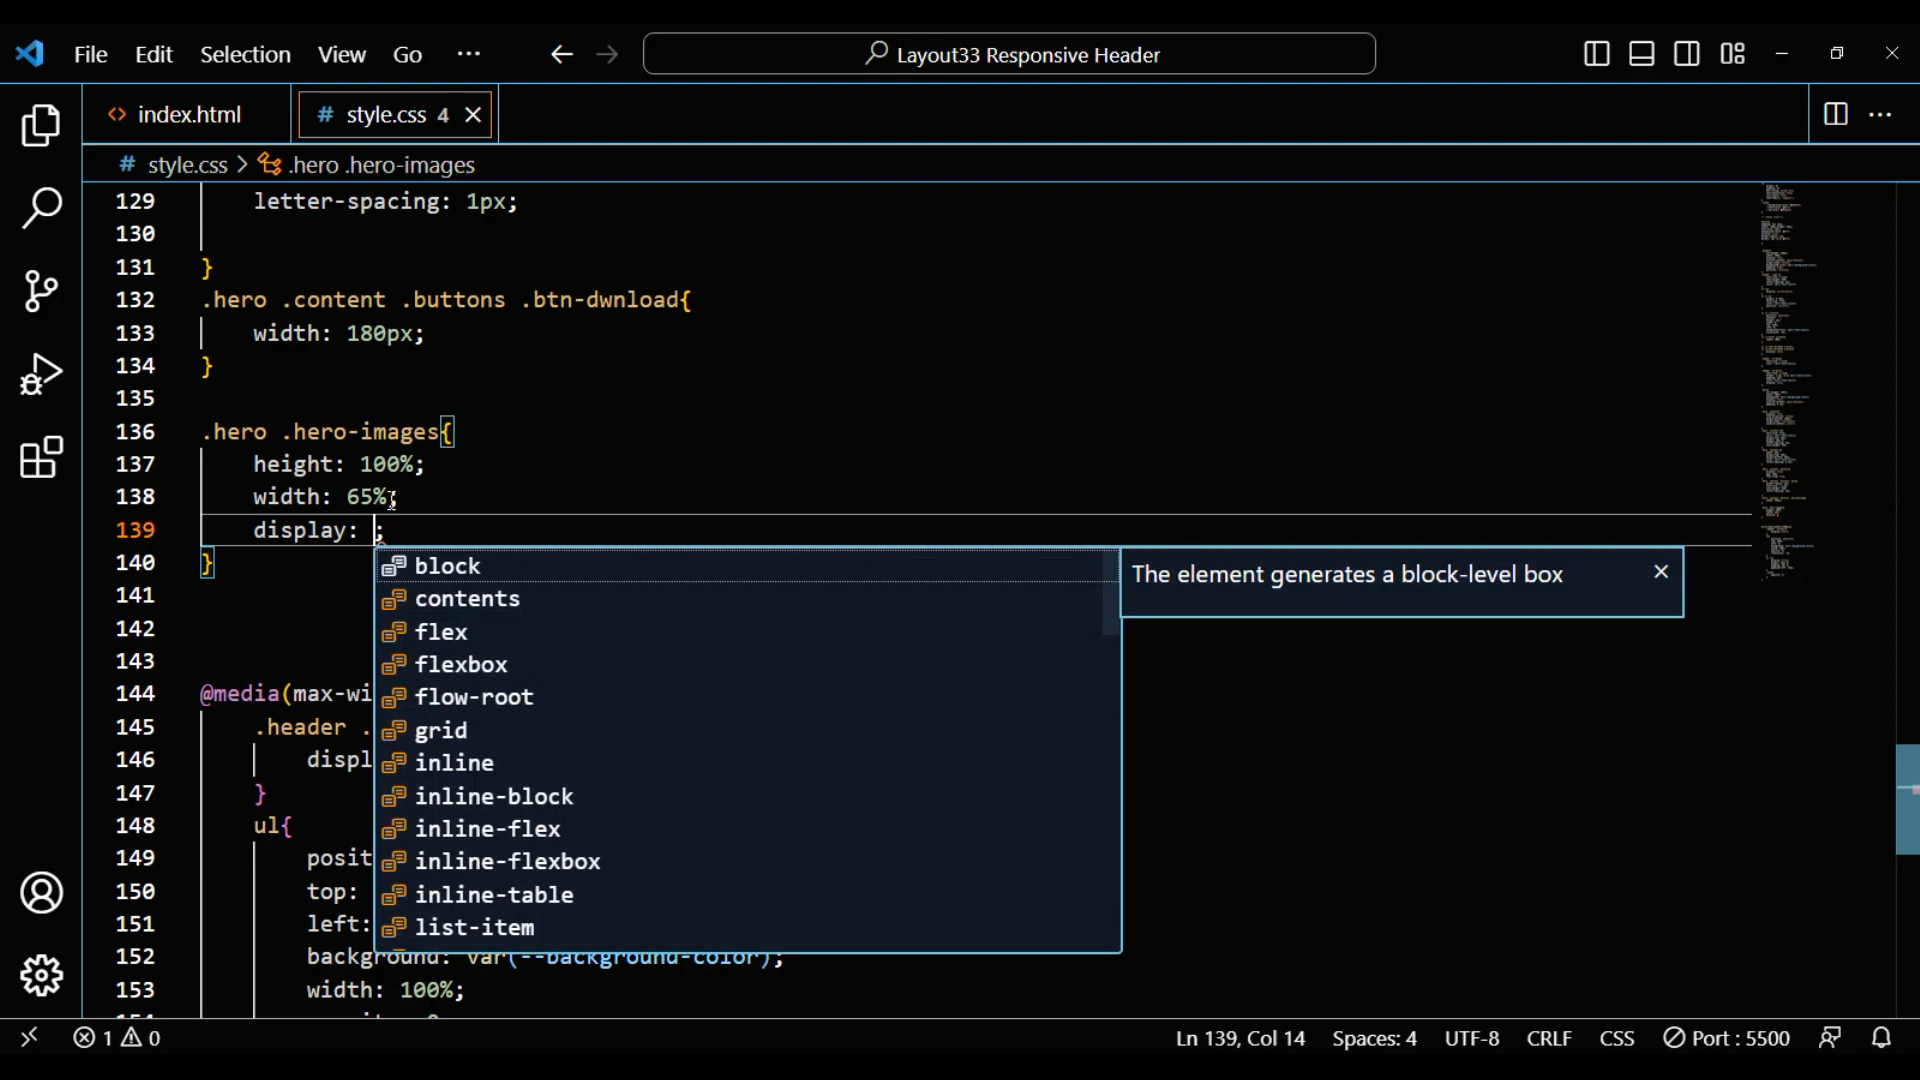 File Edit Selection View Go ··· Layout33 Responsive Header
index.html # style.css 4
# style.css > .hero .hero-images
129 letter-spacing: 1px;
130
131 }
132 .hero .content .buttons .btn-dwnload{
133 width: 180px;
134 }
135
136 .hero .hero-images{
137 height: 100%;
138 width: 65%;
139 display: ;
140 }
block The element generates a block-level box
141
contents
142
flex
143
flexbox
144 @media(max-wi
flow-root
145 .header .
grid
146 displ
inline
147 }
inline-block
148 ul{
inline-flex
149 posit
inline-flexbox
150 top:
inline-table
151 left:
list-item
152 background: var(--background-color);
153 width: 100%;
1 0 Ln 139, Col 14 Spaces: 4 UTF-8 CRLF CSS Port : 5500